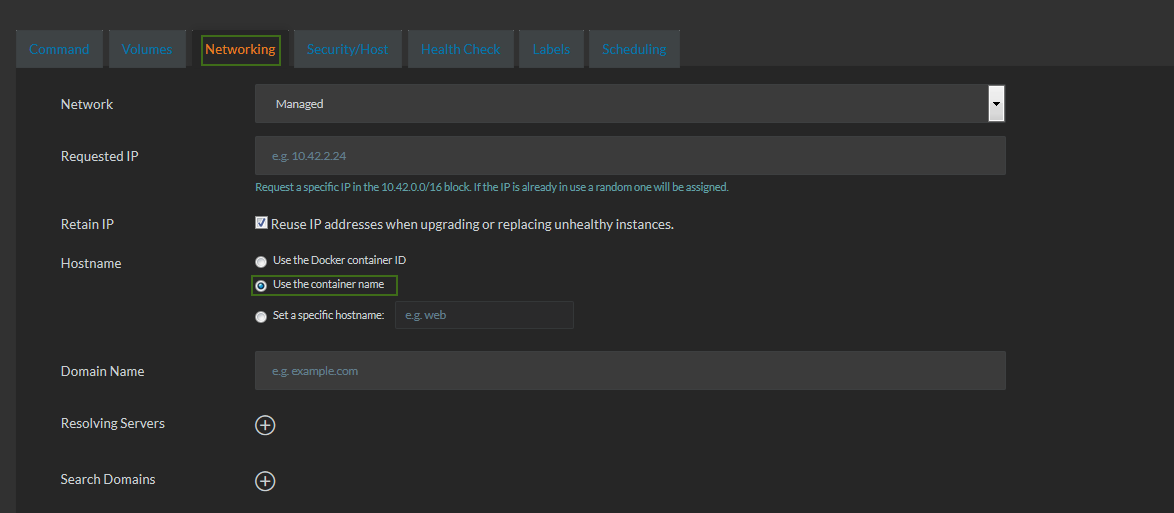 Command Volumes Networking Security/Host Health Check Labels Scheduling
Network Managed
Requested IP e.g. 10.42.2.24
Request a specific IP in the 10.42.0.0/16 block. If the IP is already in use a random one will be assigned.
Retain IP Reuse IP addresses when upgrading or replacing unhealthy instances.
Hostname Use the Docker container ID
Use the container name
Set a specific hostname: e.g. web
Domain Name e.g. example.com
Resolving Servers
Search Domains